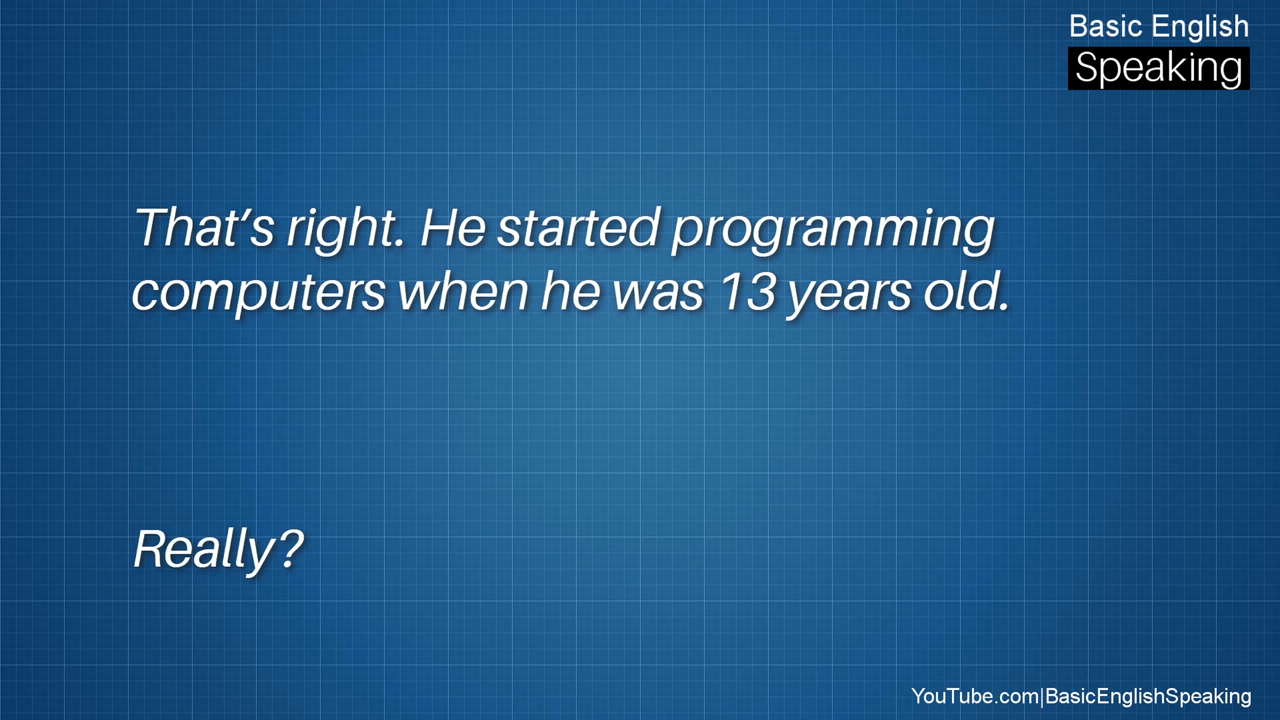 Basic English
Speaking
That’s right. He started programming
computers when he was 13 years old.
Really?
YouTube.com|BasicEnglishSpeaking